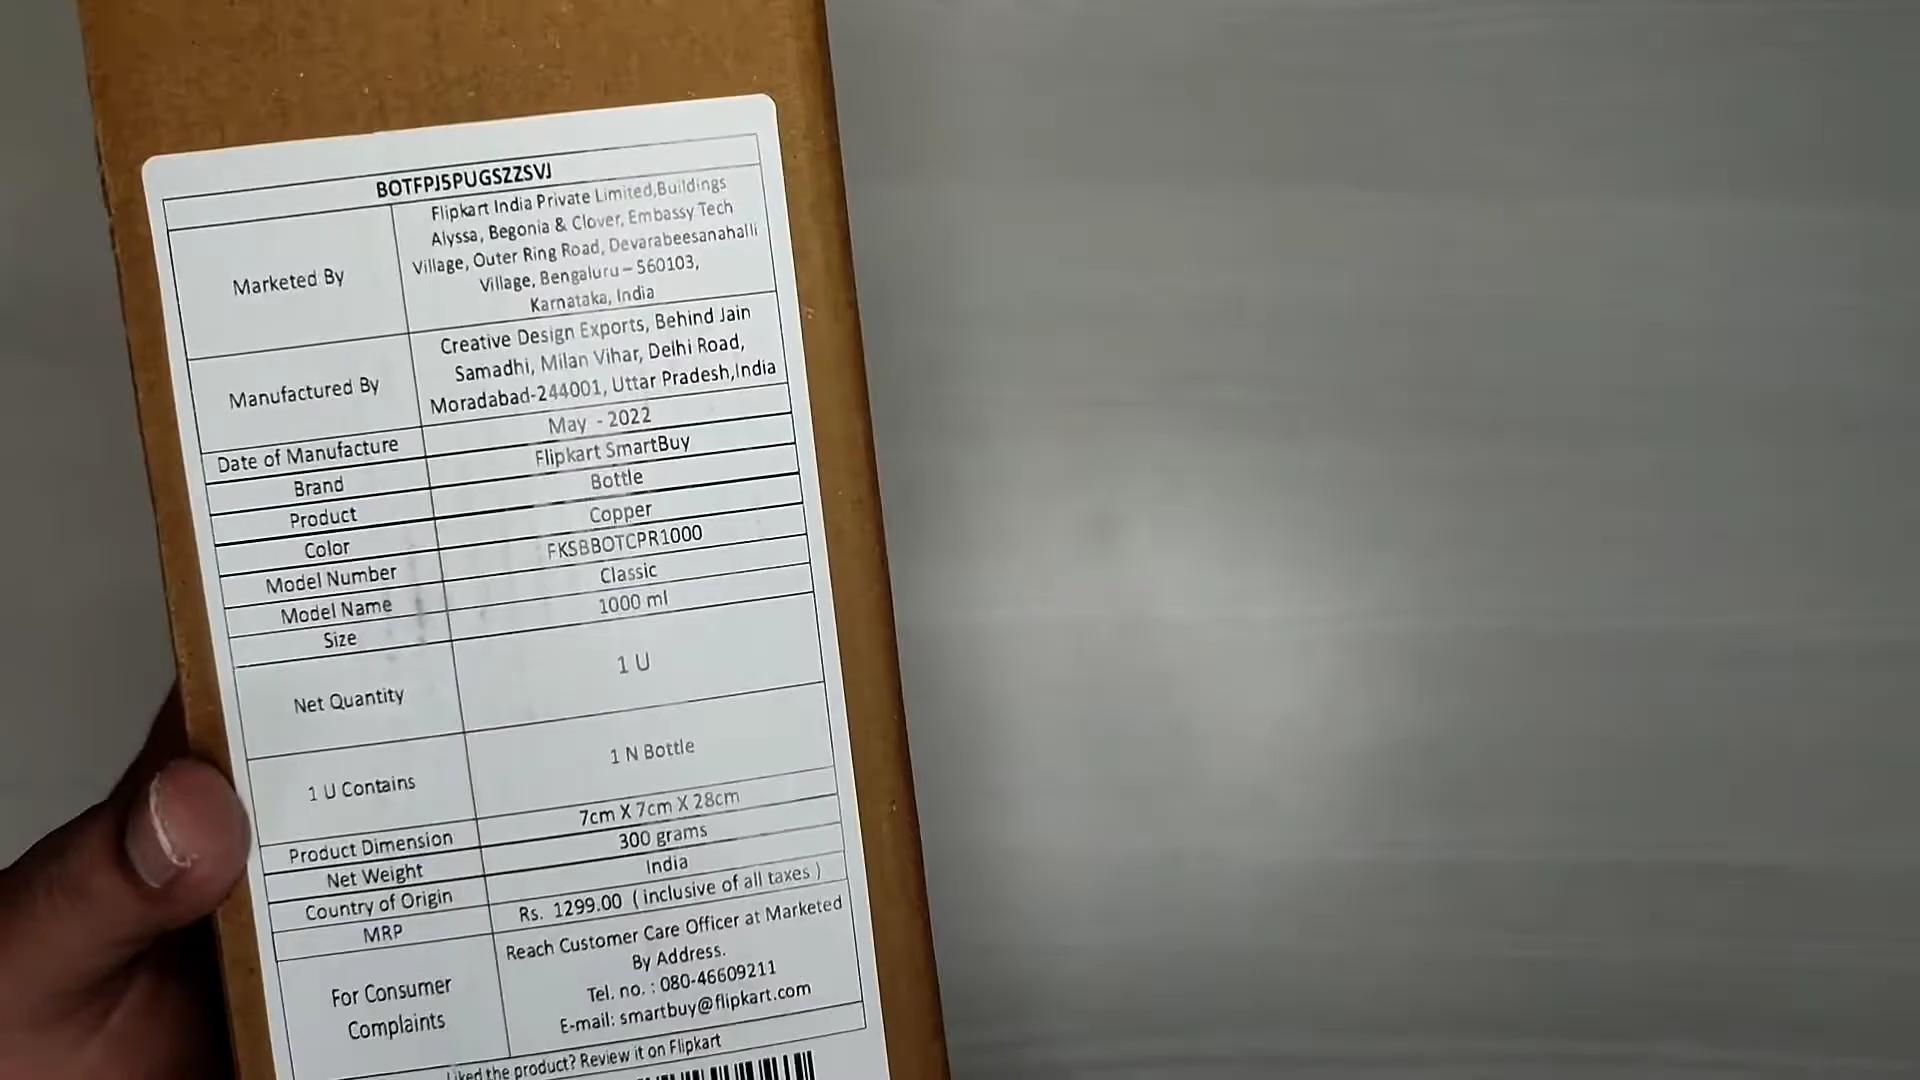 BOTFPJ5PUGSZZSVJ
Marketed By
Flipkart India Private Limited,Buildings
Alyssa, Begonia & Clover, Embassy Tech
Village, Outer Ring Road, Devarabeesanahalli
Village, Bengaluru – 560103,
Karnataka, India
Manufactured By
Creative Design Exports, Behind Jain
Samadhi, Milan Vihar, Delhi Road,
Moradabad-244001, Uttar Pradesh,India
Date of Manufacture May - 2022
Brand Flipkart SmartBuy
Product Bottle
Color Copper
Model Number FKSBBOTCPR1000
Model Name Classic
Size 1000 ml
Net Quantity 1 U
1 U Contains 1 N Bottle
Product Dimension 7cm X 7cm X 28cm
Net Weight 300 grams
Country of Origin India
MRP Rs. 1299.00 ( inclusive of all taxes )
For Consumer
Complaints
Reach Customer Care Officer at Marketed
By Address.
Tel. no. : 080-46609211
E-mail: smartbuy@flipkart.com
Liked the product? Review it on Flipkart